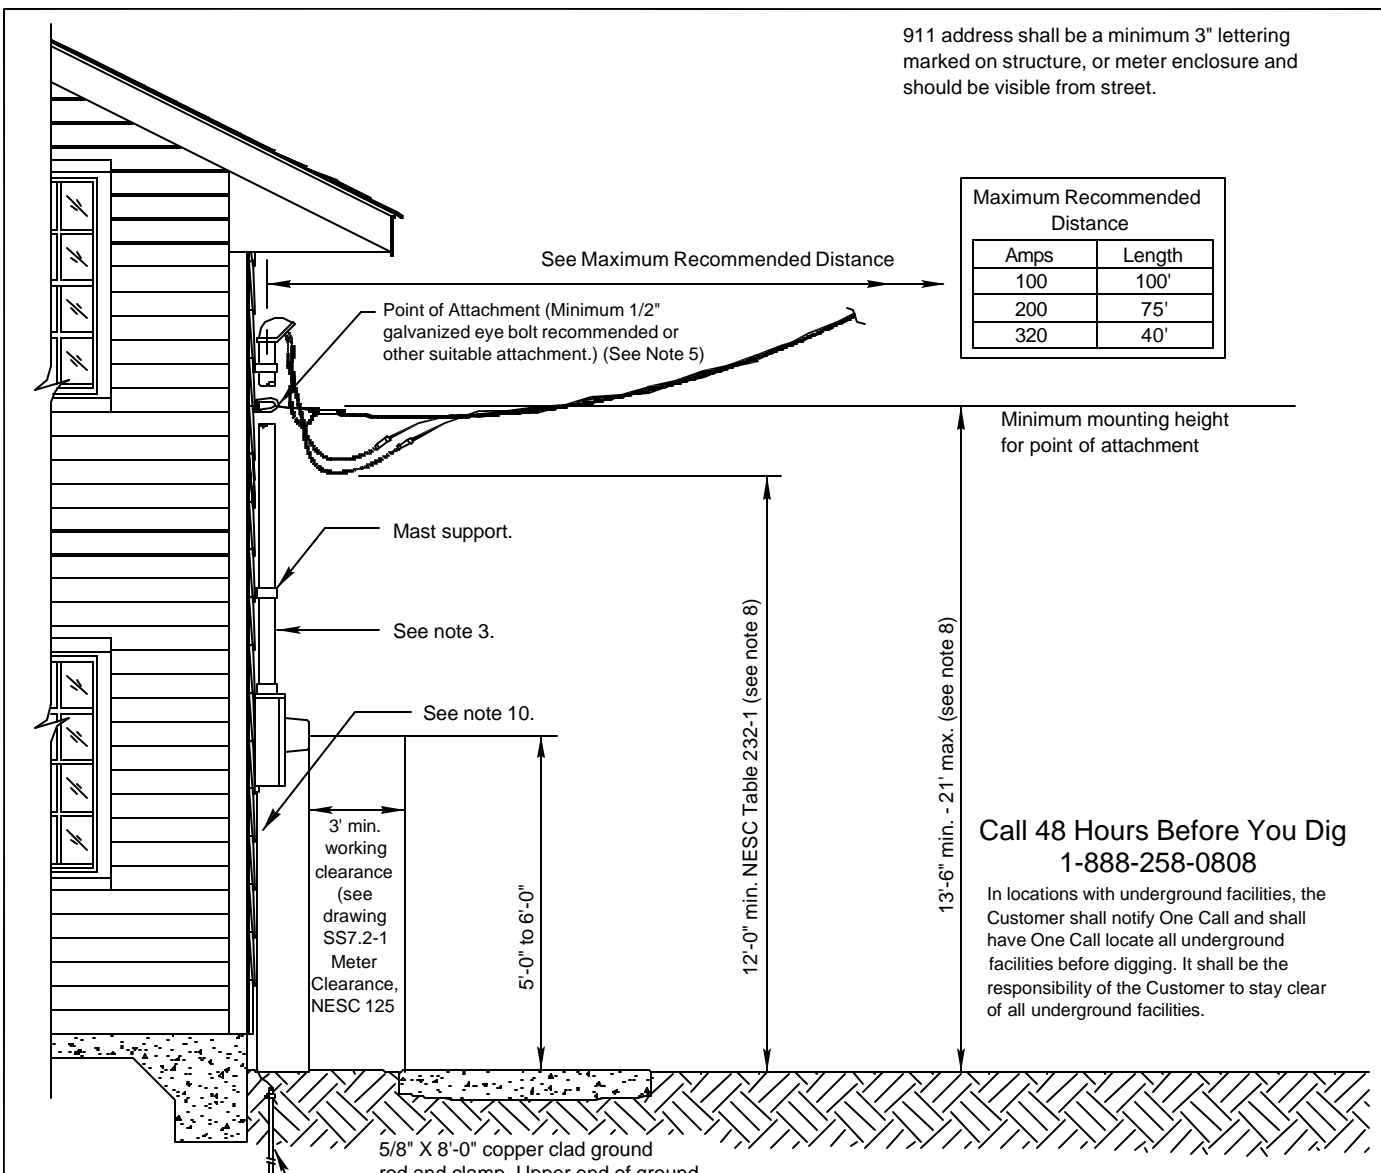 911 address shall be a minimum 3" lettering
marked on structure, or meter enclosure and
should be visible from street.
Maximum Recommended
Distance
Amps Length
100 100'
200 75'
320 40'
See Maximum Recommended Distance
Point of Attachment (Minimum 1/2"
galvanized eye bolt recommended or
other suitable attachment.) (See Note 5)
Minimum mounting height
for point of attachment
Mast support.
See note 3.
See note 10.
3' min.
working
clearance
(see
drawing
SS7.2-1
Meter
Clearance,
NESC 125
5'-0" to 6'-0"
12'-0" min. NESC Table 232-1 (see note 8)
13'-6" min. - 21' max. (see note 8)
Call 48 Hours Before You Dig
1-888-258-0808
In locations with underground facilities, the
Customer shall notify One Call and shall
have One Call locate all underground
facilities before digging. It shall be the
responsibility of the Customer to stay clear
of all underground facilities.
5/8" X 8'-0" copper clad ground
rod and clamp. Upper end of ground